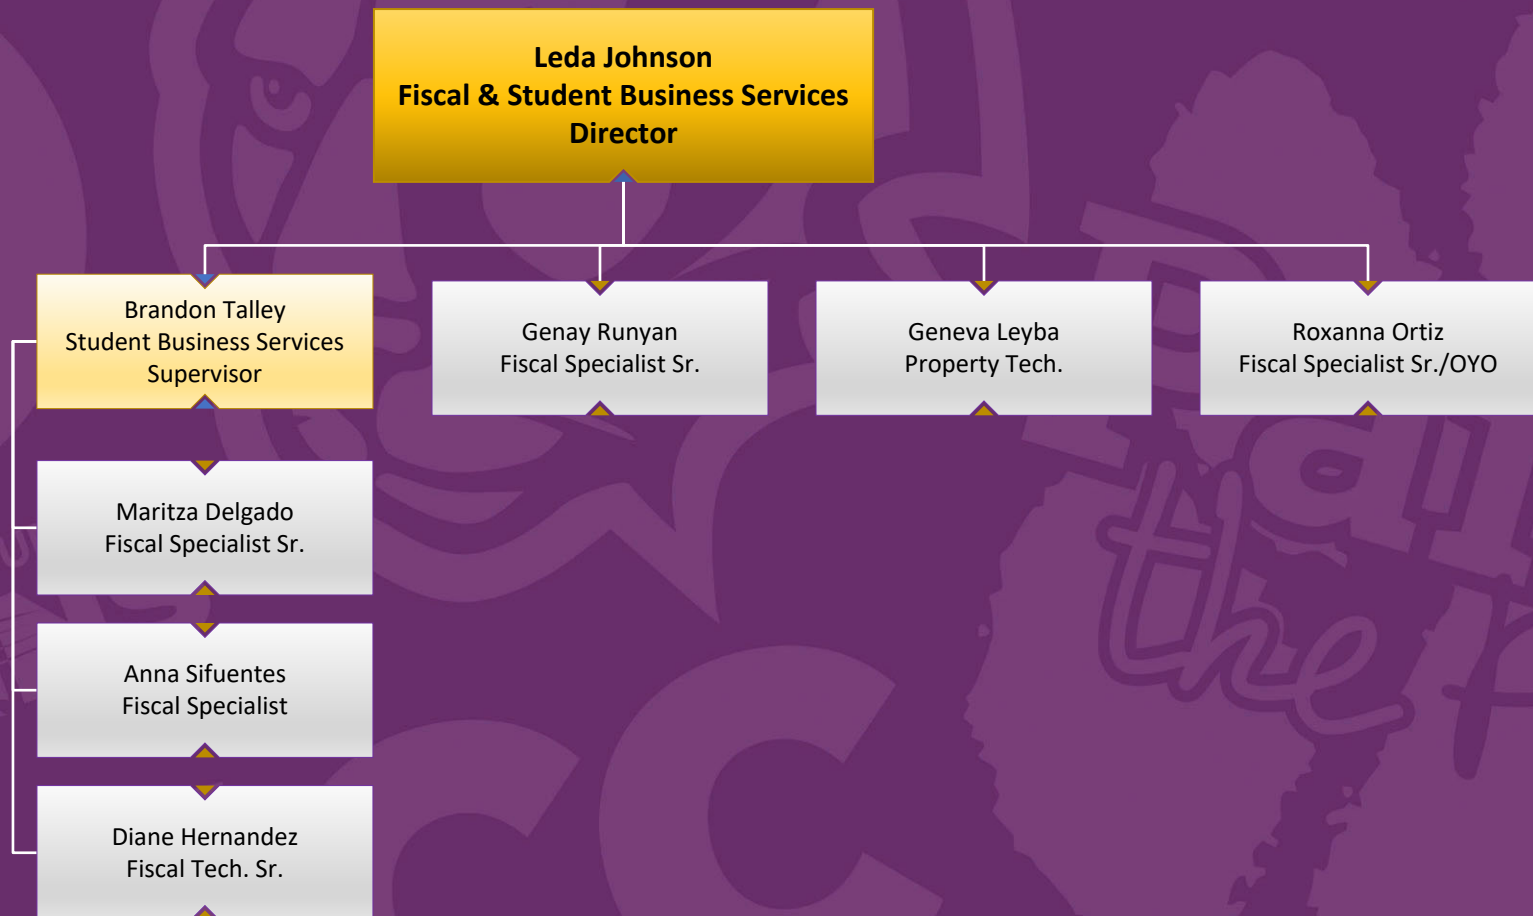 Leda Johnson
Fiscal & Student Business Services
Director
Brandon Talley
Student Business Services
Supervisor
Genay Runyan
Fiscal Specialist Sr.
Geneva Leyba
Property Tech.
Roxanna Ortiz
Fiscal Specialist Sr./OYO
Maritza Delgado
Fiscal Specialist Sr.
Anna Sifuentes
Fiscal Specialist
Diane Hernandez
Fiscal Tech. Sr.
the
CC